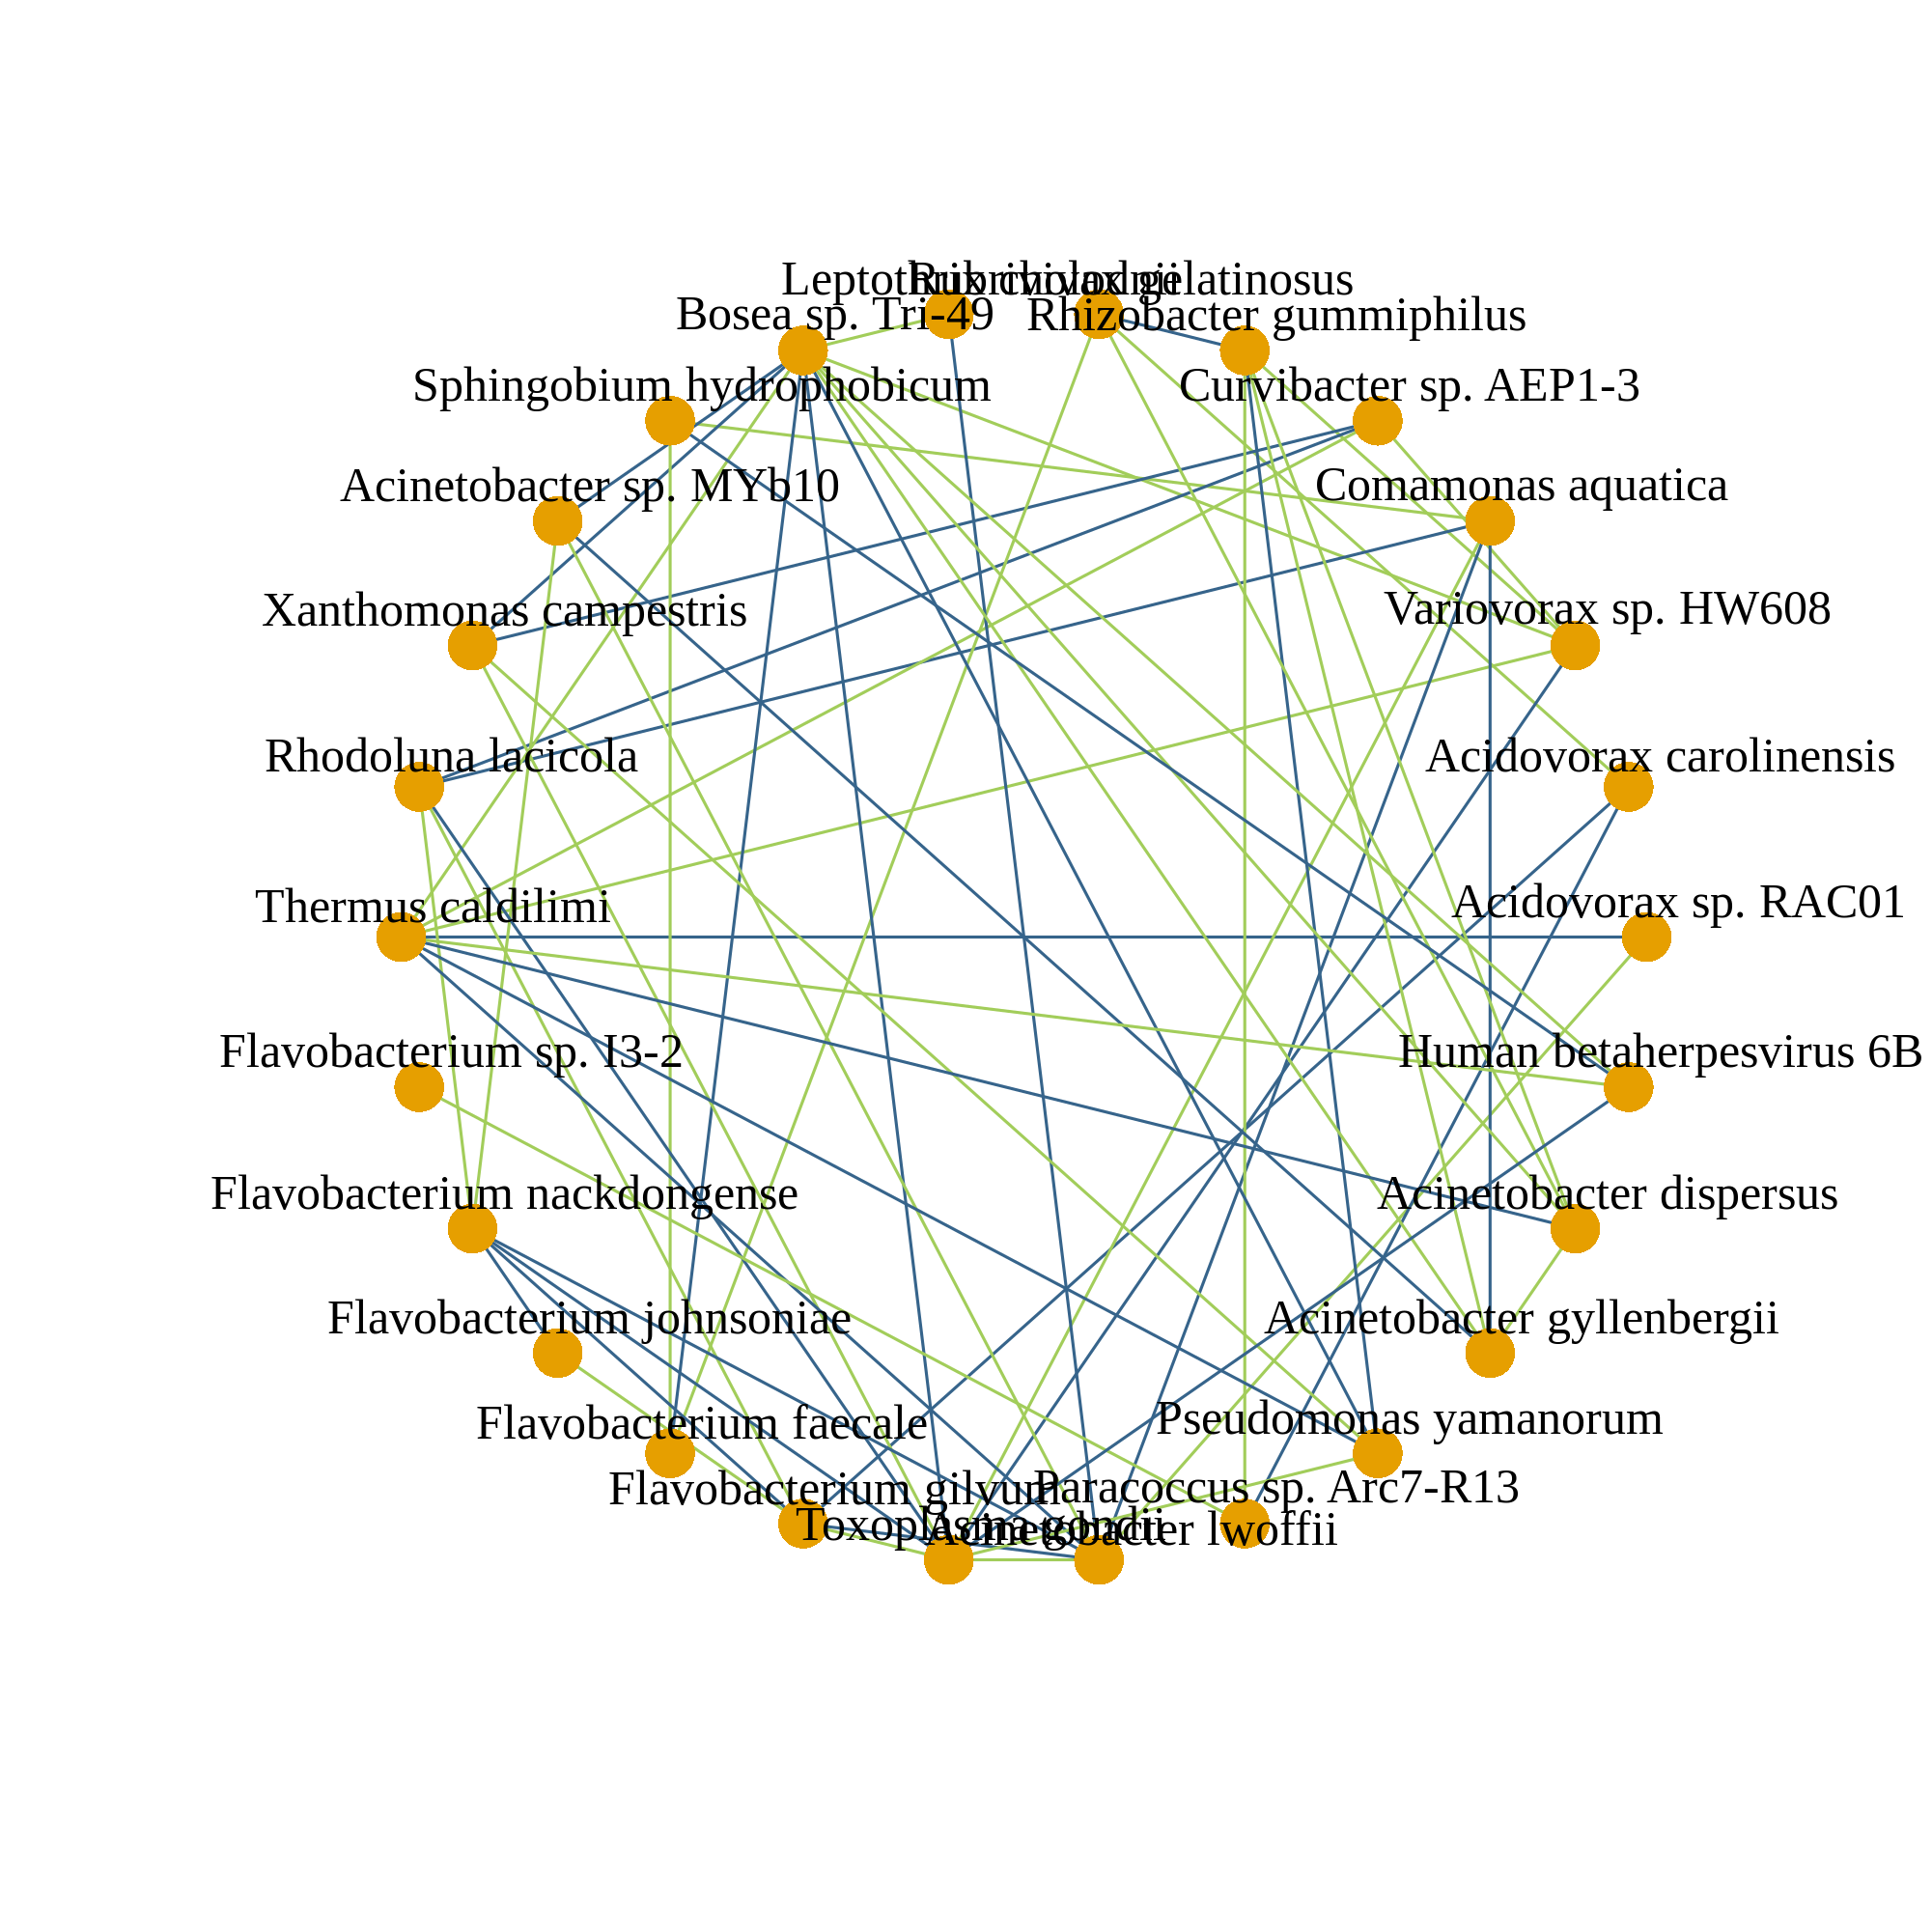 Leptothrix cholodnii
Rubrivivax gelatinosus
Bosea sp. Tri-49
Rhizobacter gummiphilus
Sphingobium hydrophobicum
Curvibacter sp. AEP1-3
Acinetobacter sp. MYb10
Comamonas aquatica
Xanthomonas campestris
Variovorax sp. HW608
Rhodoluna lacicola
Acidovorax carolinensis
Thermus caldilimi
Acidovorax sp. RAC01
Flavobacterium sp. I3-2
Human betaherpesvirus 6B
Flavobacterium nackdongense
Acinetobacter dispersus
Flavobacterium johnsoniae
Acinetobacter gyllenbergii
Flavobacterium faecale
Pseudomonas yamanorum
Flavobacterium gilvum
Paracoccus sp. Arc7-R13
Toxoplasma gondii
Acinetobacter lwoffii